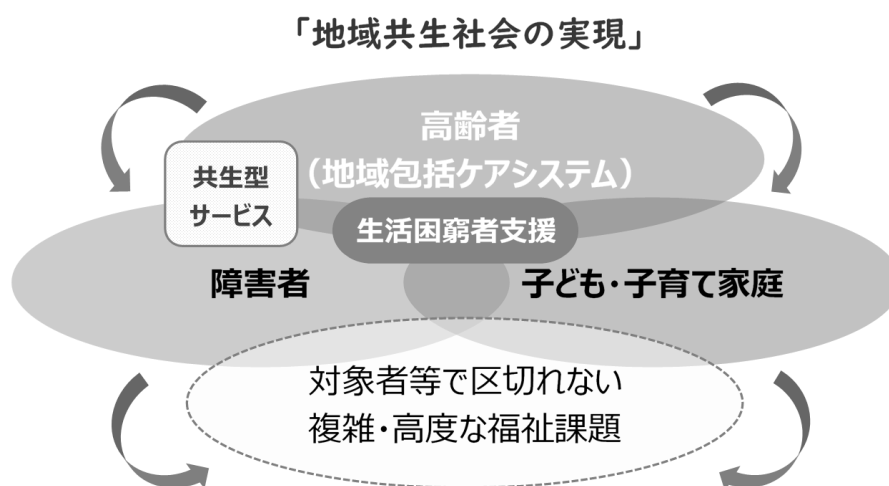 「地域共生社会の実現」
高齢者
（地域包括ケアシステム）
共生型
サービス
生活困窮者支援
障害者
子ども・子育て家庭
対象者等で区切れない
複雑・高度な福祉課題